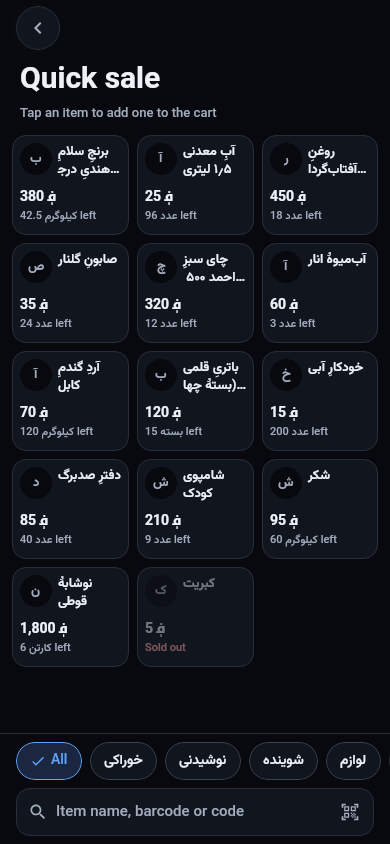 Quick sale
Tap an item to add one to the cart
ب
برنجِ سلامِ
هندیِ درج…
380 ؋
42.5 کیلوگرم left
آ
آبِ معدنی
۱٫۵ لیتری
25 ؋
96 عدد left
ر
روغنِ
آفتاب‌گردا…
450 ؋
18 عدد left
ص
صابونِ گلنار
35 ؋
24 عدد left
چ
چای سبزِ
احمد ۵۰۰…
320 ؋
12 عدد left
آ
آب‌میوهٔ انار
60 ؋
3 عدد left
آ
آردِ گندمِ
کابل
70 ؋
120 کیلوگرم left
ب
باتریِ قلمی
(بستهٔ چها…
120 ؋
15 بسته left
خ
خودکارِ آبی
15 ؋
200 عدد left
د
دفترِ صدبرگ
85 ؋
40 عدد left
ش
شامپوی
کودک
210 ؋
9 عدد left
ش
شکر
95 ؋
60 کیلوگرم left
ن
نوشابهٔ
قوطی
1,800 ؋
6 کارتن left
ک
کبریت
5 ؋
Sold out
All
خوراکی
نوشیدنی
شوینده
لوازم
Item name, barcode or code